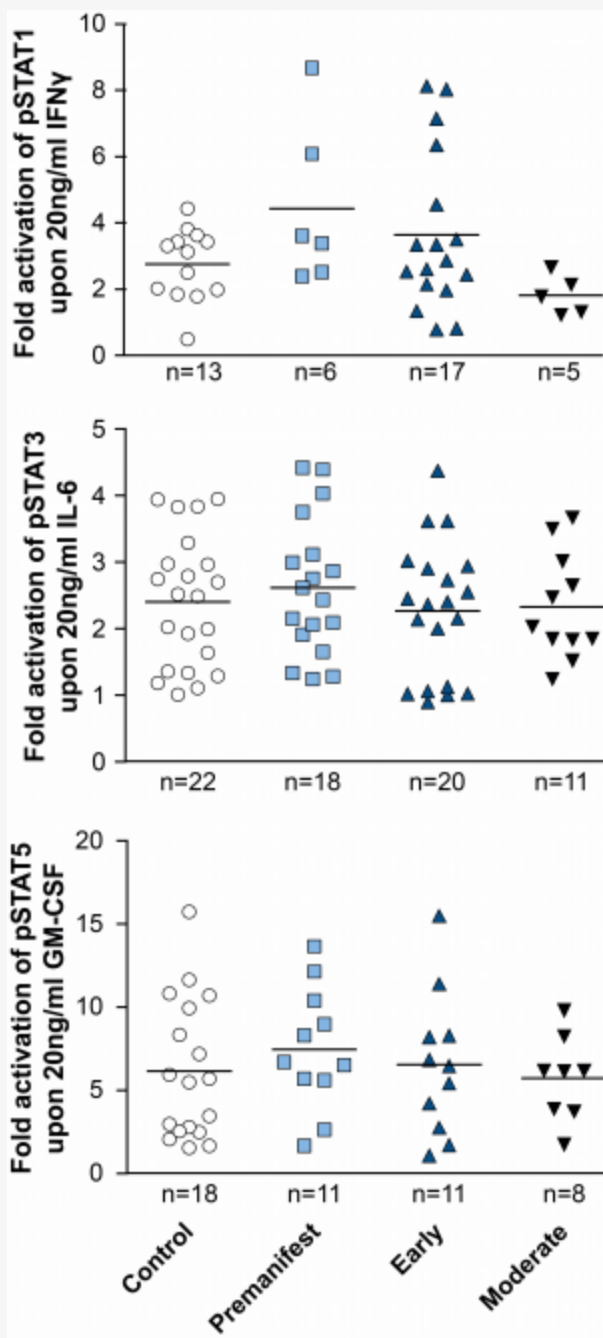 Fold activation of pSTAT1
upon 20ng/ml IFNγ
10
8
6
4
2
0
n=13 n=6 n=17 n=5
Fold activation of pSTAT3
upon 20ng/ml IL-6
5
4
3
2
1
0
n=22 n=18 n=20 n=11
Fold activation of pSTAT5
upon 20ng/ml GM-CSF
20
15
10
5
0
n=18 n=11 n=11 n=8
Control Premanifest Early Moderate